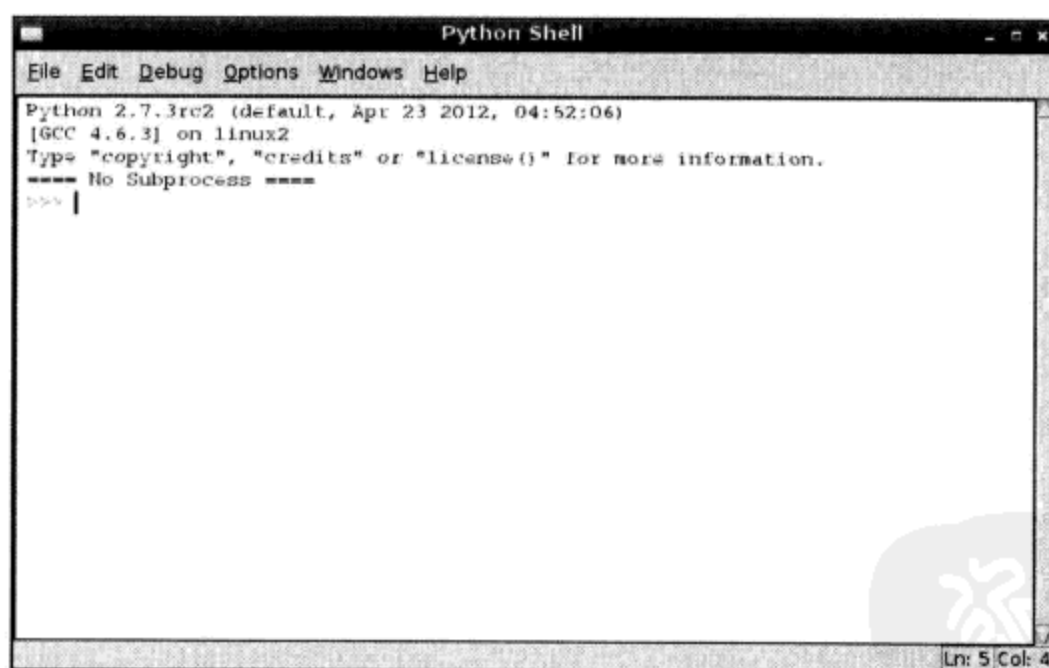 Python Shell
File Edit Debug Options Windows Help
Python 2.7.3rc2 (default, Apr 23 2012, 04:52:06)
[GCC 4.6.3] on linux2
Type "copyright", "credits" or "license()" for more information.
==== No Subprocess ====
>>>
Ln: 5 Col: 4